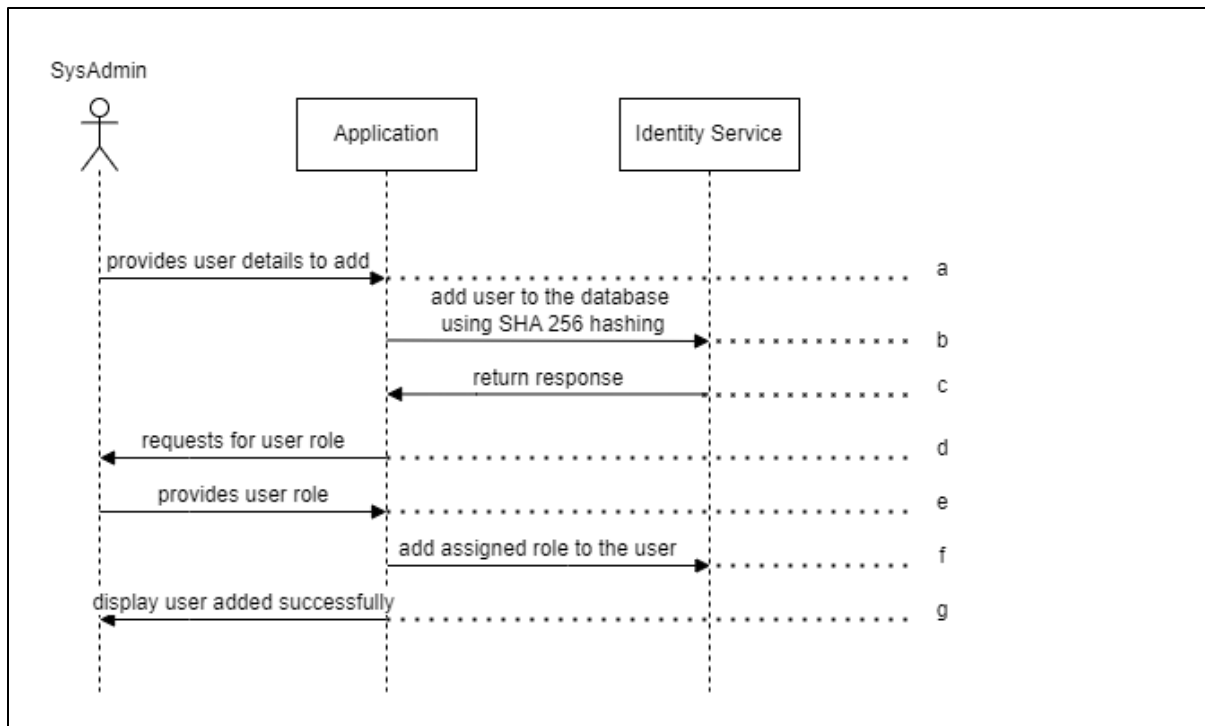 SysAdmin
Application
Identity Service
provides user details to add
a
add user to the database
using SHA 256 hashing
b
return response
c
requests for user role
d
provides user role
e
add assigned role to the user
f
display user added successfully
g